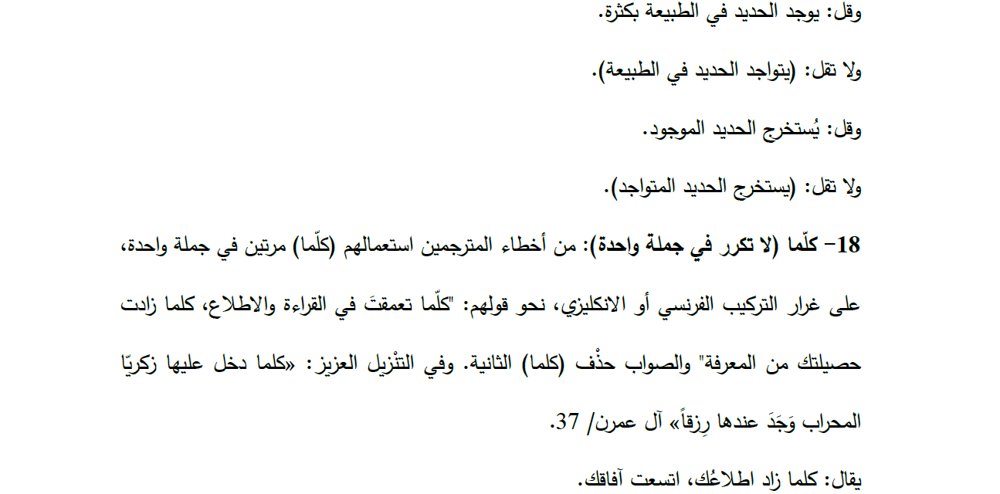 وقل: يوجد الحديد في الطبيعة بكثرة.
ولا تقل: (يتواجد الحديد في الطبيعة).
وقل: يُستخرج الحديد الموجود.
ولا تقل: (يستخرج الحديد المتواجد).
18- كلّما (لا تكرر في جملة واحدة): من أخطاء المترجمين استعمالهم (كلّما) مرتين في جملة واحدة،
على غرار التركيب الفرنسي أو الانكليزي، نحو قولهم: "كلّما تعمقتَ في القراءة والاطلاع، كلما زادت
حصيلتك من المعرفة" والصواب حذْف (كلما) الثانية. وفي التنْزيل العزيز: «كلما دخل عليها زكريّا
المحراب وَجَدَ عندها رِزقاً» آل عمرن/ 37.
يقال: كلما زاد اطلاعُك، اتسعت آفاقك.